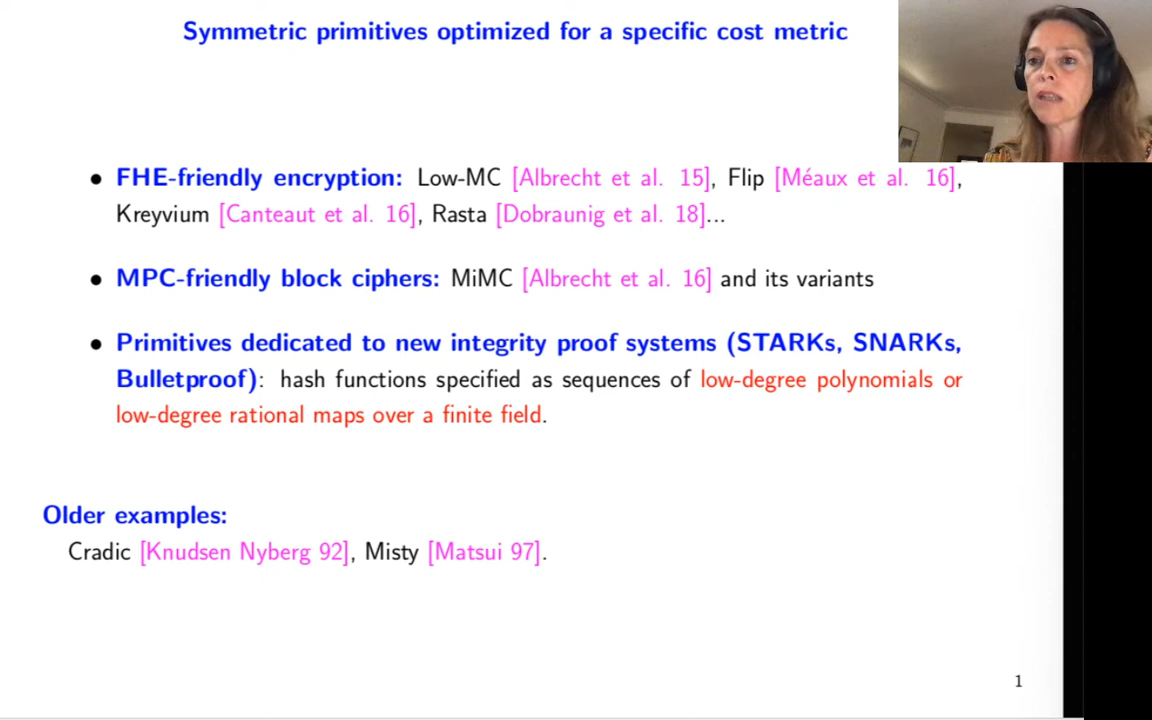 Symmetric primitives optimized for a specific cost metric
• FHE-friendly encryption: Low-MC [Albrecht et al. 15], Flip [Méaux et al. 16],
Kreyvium [Canteaut et al. 16], Rasta [Dobraunig et al. 18]...
• MPC-friendly block ciphers: MiMC [Albrecht et al. 16] and its variants
• Primitives dedicated to new integrity proof systems (STARKs, SNARKs,
Bulletproof): hash functions specified as sequences of low-degree polynomials or
low-degree rational maps over a finite field.
Older examples:
Cradic [Knudsen Nyberg 92], Misty [Matsui 97].
1